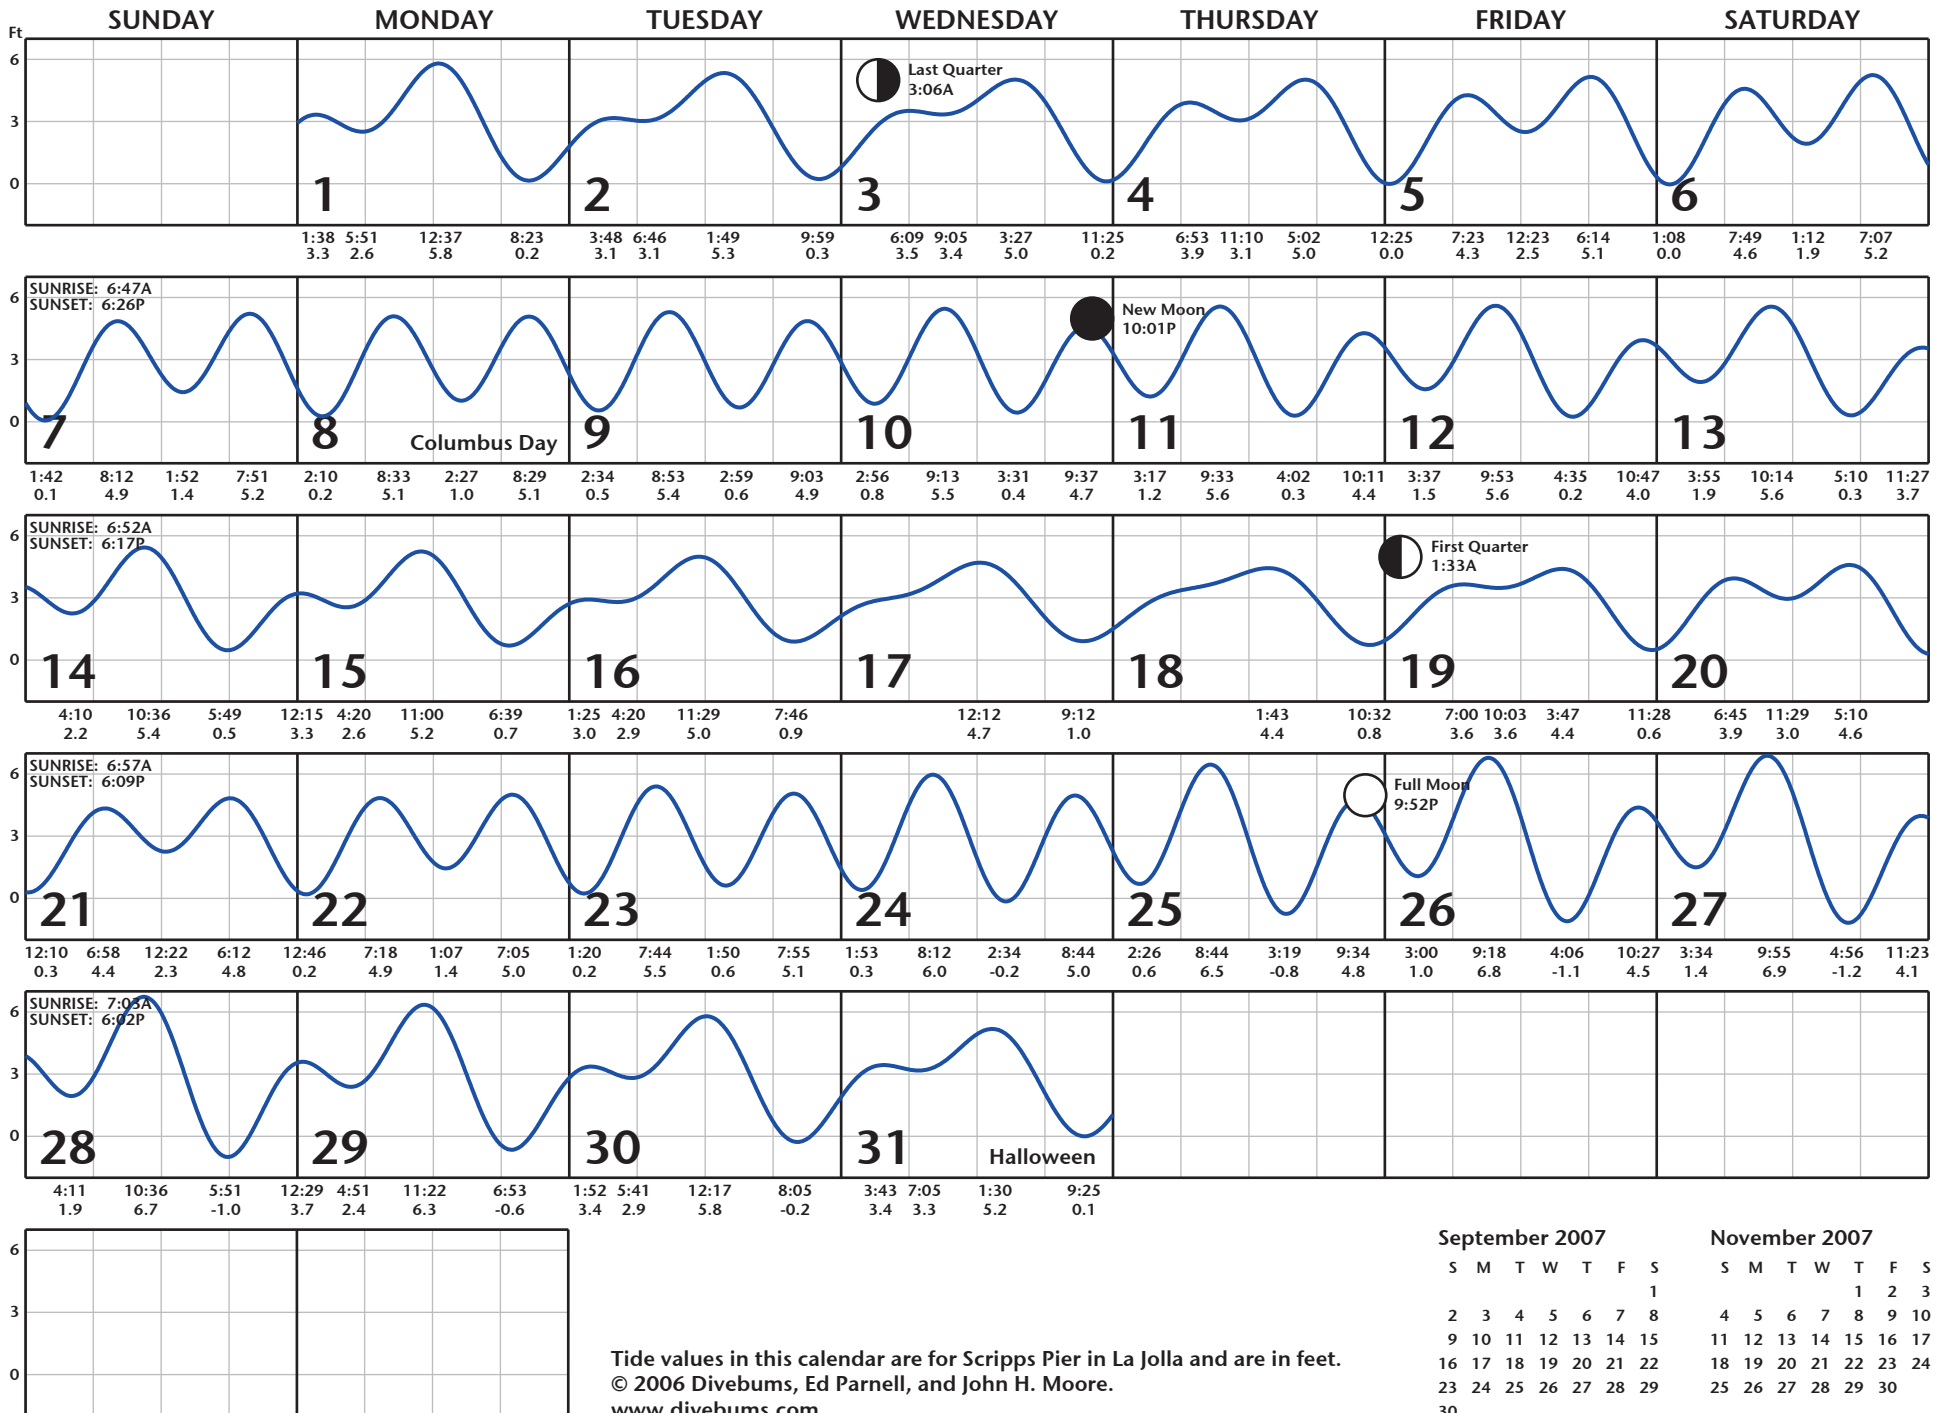 SUNDAY MONDAY TUESDAY WEDNESDAY THURSDAY FRIDAY SATURDAY
Ft
6
3
0
Last Quarter
3:06A
1 2 3 4 5 6
1:38 5:51 12:37 8:23 3:48 6:46 1:49 9:59 6:09 9:05 3:27 11:25 6:53 11:10 5:02 12:25 7:23 12:23 6:14 1:08 7:49 1:12 7:07
3.3 2.6 5.8 0.2 3.1 3.1 5.3 0.3 3.5 3.4 5.0 0.2 3.9 3.1 5.0 0.0 4.3 2.5 5.1 0.0 4.6 1.9 5.2
SUNRISE: 6:47A
SUNSET: 6:26P
6
3
0
New Moon
10:01P
7 8 Columbus Day 9 10 11 12 13
1:42 8:12 1:52 7:51 2:10 8:33 2:27 8:29 2:34 8:53 2:59 9:03 2:56 9:13 3:31 9:37 3:17 9:33 4:02 10:11 3:37 9:53 4:35 10:47 3:55 10:14 5:10 11:27
0.1 4.9 1.4 5.2 0.2 5.1 1.0 5.1 0.5 5.4 0.6 4.9 0.8 5.5 0.4 4.7 1.2 5.6 0.3 4.4 1.5 5.6 0.2 4.0 1.9 5.6 0.3 3.7
SUNRISE: 6:52A
SUNSET: 6:17P
6
3
0
First Quarter
1:33A
14 15 16 17 18 19 20
4:10 10:36 5:49 12:15 4:20 11:00 6:39 1:25 4:20 11:29 7:46 12:12 9:12 1:43 10:32 7:00 10:03 3:47 11:28 6:45 11:29 5:10
2.2 5.4 0.5 3.3 2.6 5.2 0.7 3.0 2.9 5.0 0.9 4.7 1.0 4.4 0.8 3.6 3.6 4.4 0.6 3.9 3.0 4.6
SUNRISE: 6:57A
SUNSET: 6:09P
6
3
0
Full Moon
9:52P
21 22 23 24 25 26 27
12:10 6:58 12:22 6:12 12:46 7:18 1:07 7:05 1:20 7:44 1:50 7:55 1:53 8:12 2:34 8:44 2:26 8:44 3:19 9:34 3:00 9:18 4:06 10:27 3:34 9:55 4:56 11:23
0.3 4.4 2.3 4.8 0.2 4.9 1.4 5.0 0.2 5.5 0.6 5.1 0.3 6.0 -0.2 5.0 0.6 6.5 -0.8 4.8 1.0 6.8 -1.1 4.5 1.4 6.9 -1.2 4.1
SUNRISE: 7:03A
SUNSET: 6:02P
6
3
0
28 29 30 31 Halloween
4:11 10:36 5:51 12:29 4:51 11:22 6:53 1:52 5:41 12:17 8:05 3:43 7:05 1:30 9:25
1.9 6.7 -1.0 3.7 2.4 6.3 -0.6 3.4 2.9 5.8 -0.2 3.4 3.3 5.2 0.1
6
3
0
Tide values in this calendar are for Scripps Pier in La Jolla and are in feet.
© 2006 Divebums, Ed Parnell, and John H. Moore.
www.divebums.com
September 2007
S M T W T F S
1
2 3 4 5 6 7 8
9 10 11 12 13 14 15
16 17 18 19 20 21 22
23 24 25 26 27 28 29
30
November 2007
S M T W T F S
1 2 3
4 5 6 7 8 9 10
11 12 13 14 15 16 17
18 19 20 21 22 23 24
25 26 27 28 29 30